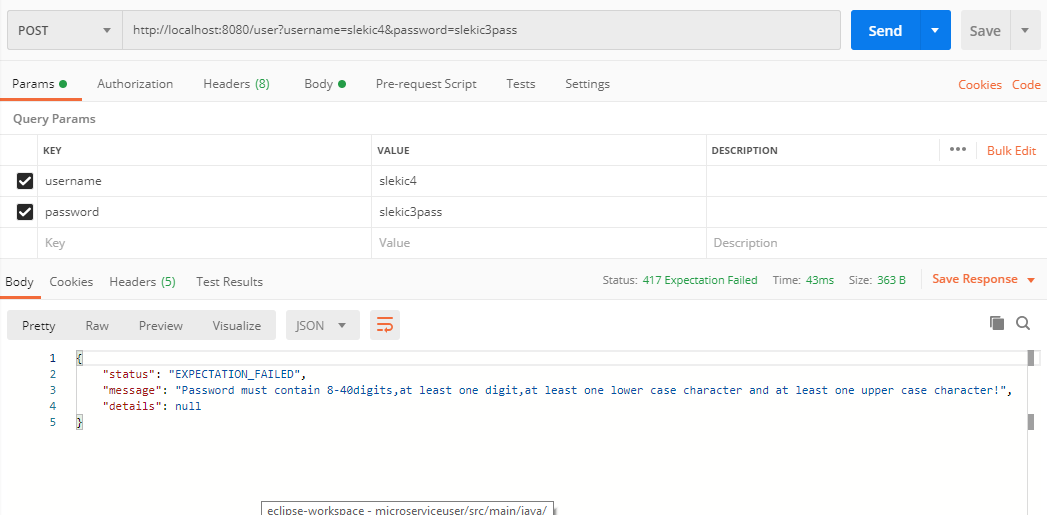 POST http://localhost:8080/user?username=slekic4&password=slekic3pass Send Save
Params Authorization Headers (8) Body Pre-request Script Tests Settings Cookies Code
Query Params
KEY VALUE DESCRIPTION ••• Bulk Edit
username slekic4
password slekic3pass
Key Value Description
Body Cookies Headers (5) Test Results Status: 417 Expectation Failed Time: 43ms Size: 363 B Save Response
Pretty Raw Preview Visualize JSON
1 {
2 "status": "EXPECTATION_FAILED",
3 "message": "Password must contain 8-40digits,at least one digit,at least one lower case character and at least one upper case character!",
4 "details": null
5 }
eclipse-workspace - microserviceuser/src/main/java/